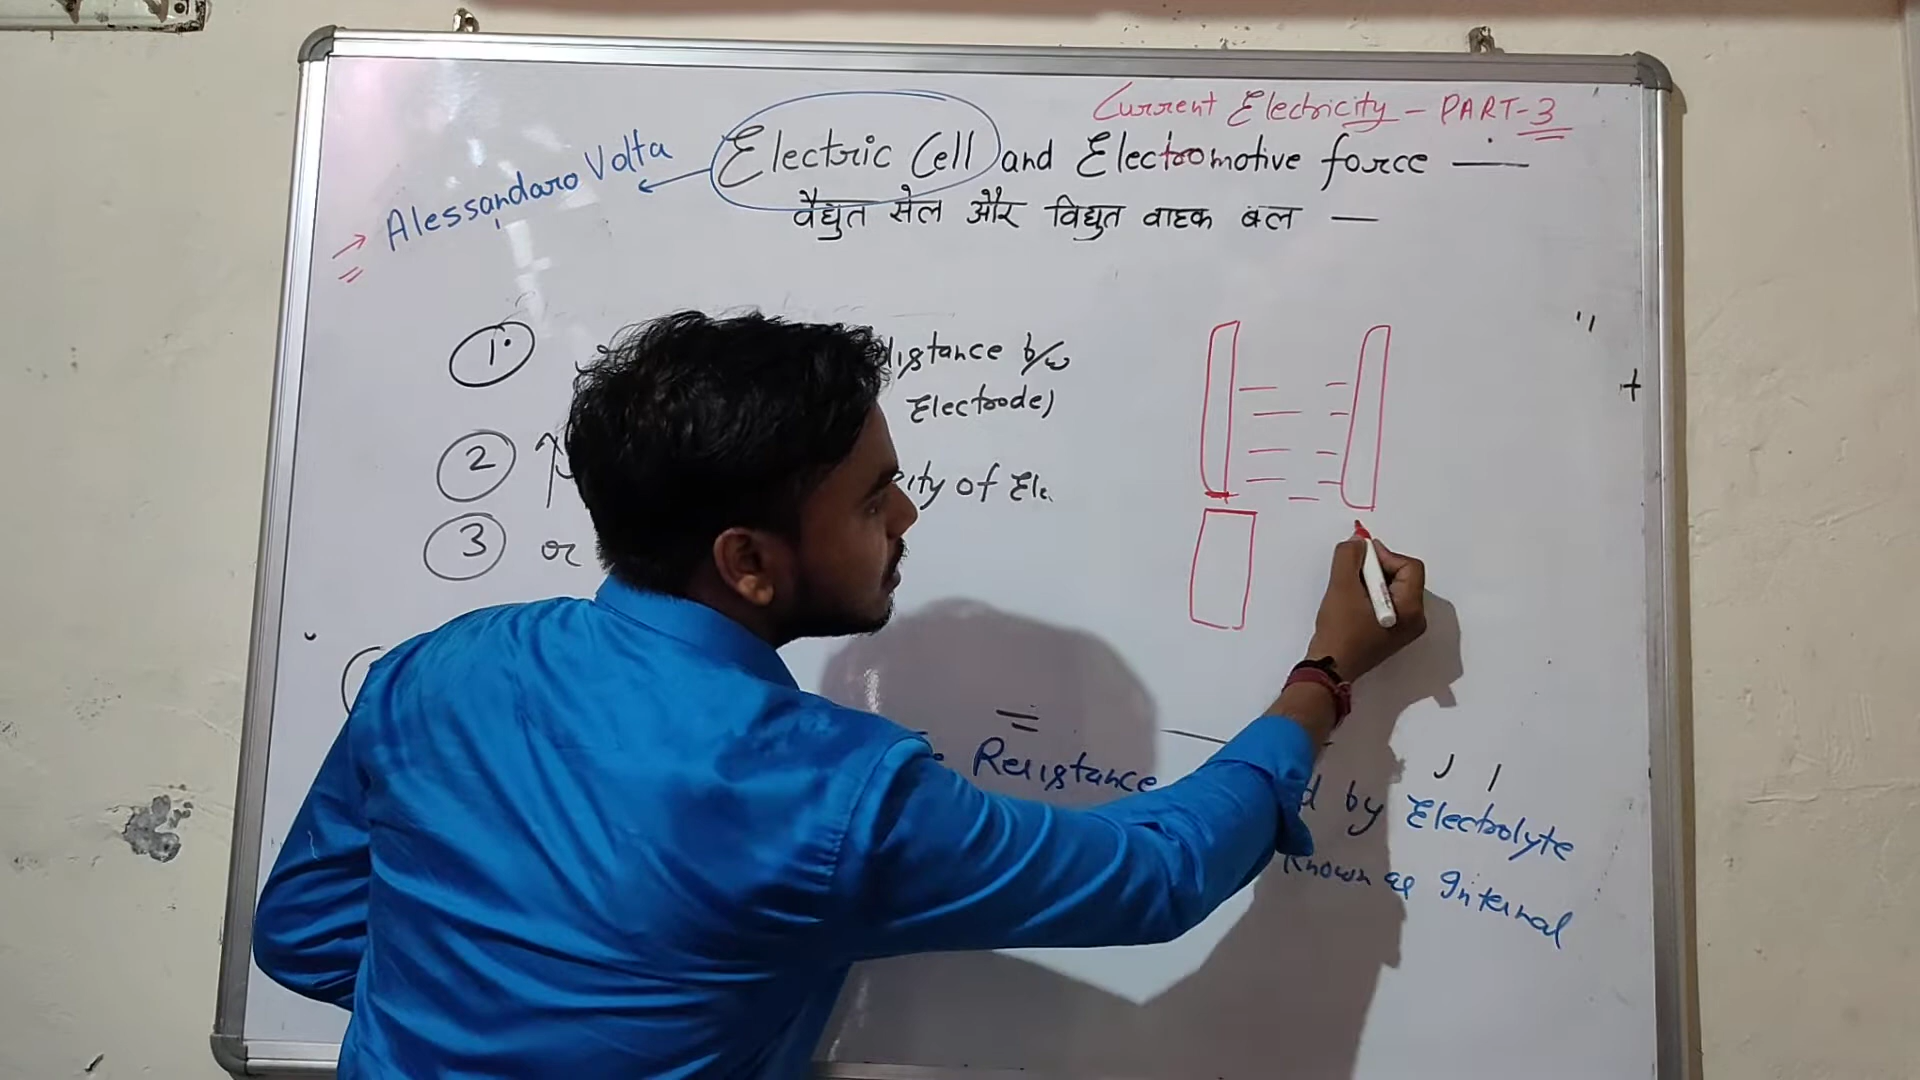 Current Electricity - PART-3
Electric Cell and Electromotive force —
Alessandaro Volta
वैद्युत सेल और विद्युत वाहक बल —
1.
distance b/w
Electrode)
2
of Ele.
3 or
Resistance
by Electrolyte
Known as Internal